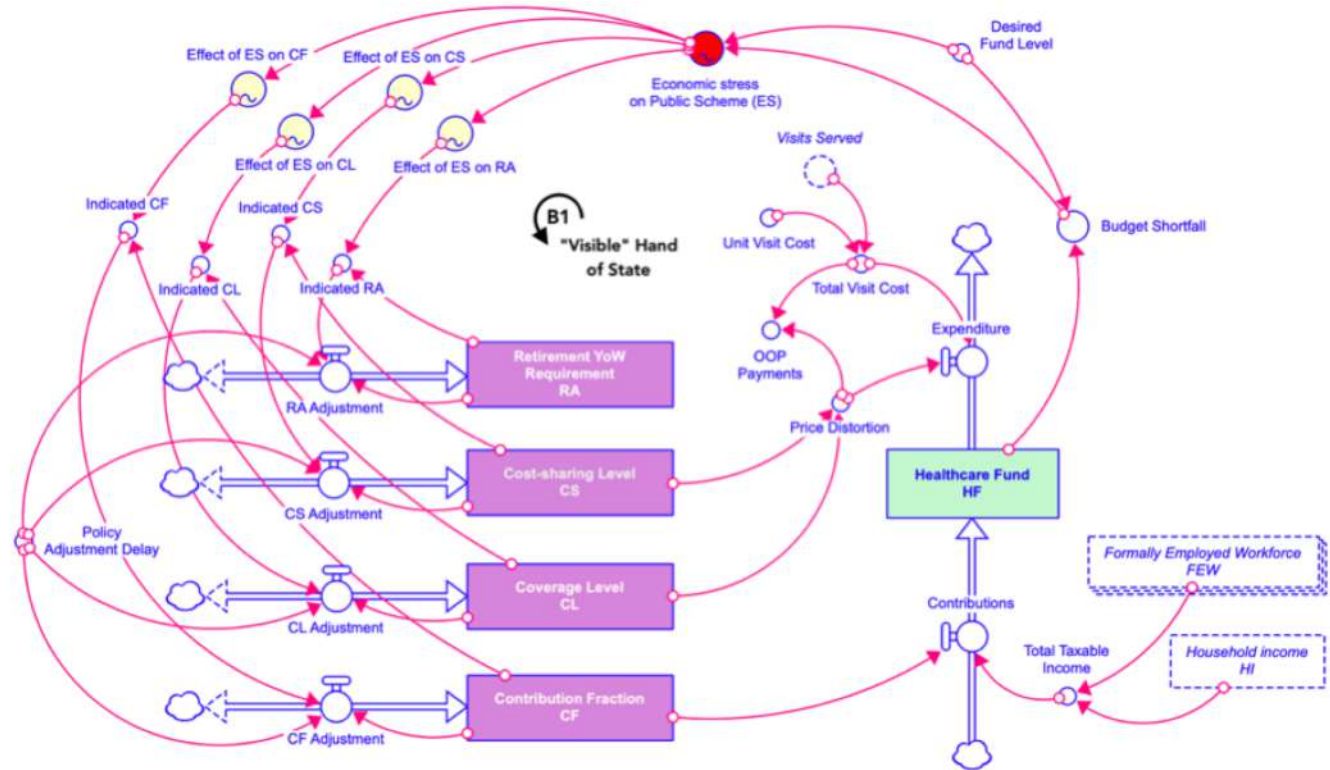 Desired
Fund Level
Effect of ES on CF
Effect of ES on CS
Economic stress
on Public Scheme (ES)
Visits Served
Effect of ES on CL
Effect of ES on RA
Indicated CF
Indicated CS
B1
"Visible" Hand
of State
Unit Visit Cost
Budget Shortfall
Indicated CL
Indicated RA
Total Visit Cost
Expenditure
OOP
Payments
Retirement YoW
Requirement
RA
RA Adjustment
Price Distortion
Cost-sharing Level
CS
Healthcare Fund
HF
CS Adjustment
Policy
Adjustment Delay
Formally Employed Workforce
FEW
Coverage Level
CL
Contributions
CL Adjustment
Total Taxable
Income
Household income
HI
Contribution Fraction
CF
CF Adjustment